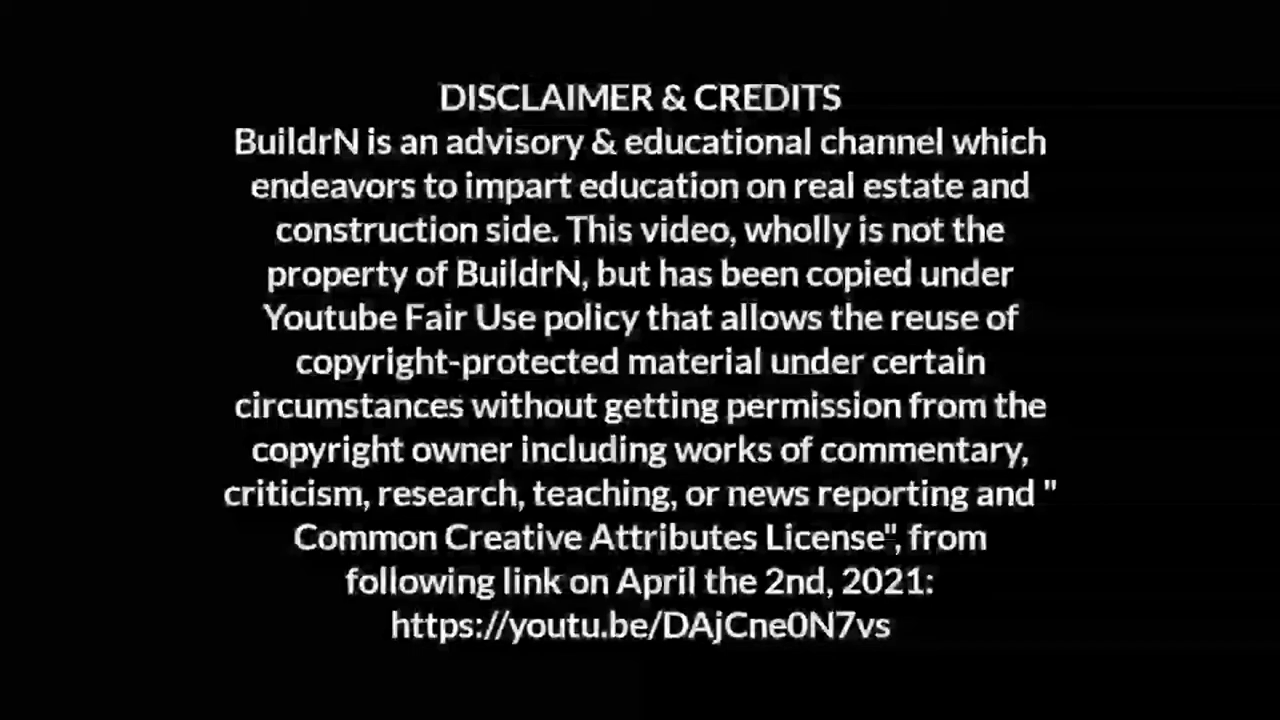 DISCLAIMER & CREDITS
BuildrN is an advisory & educational channel which
endeavors to impart education on real estate and
construction side. This video, wholly is not the
property of BuildrN, but has been copied under
Youtube Fair Use policy that allows the reuse of
copyright-protected material under certain
circumstances without getting permission from the
copyright owner including works of commentary,
criticism, research, teaching, or news reporting and "
Common Creative Attributes License", from
following link on April the 2nd, 2021:
https://youtu.be/DAjCne0N7vs